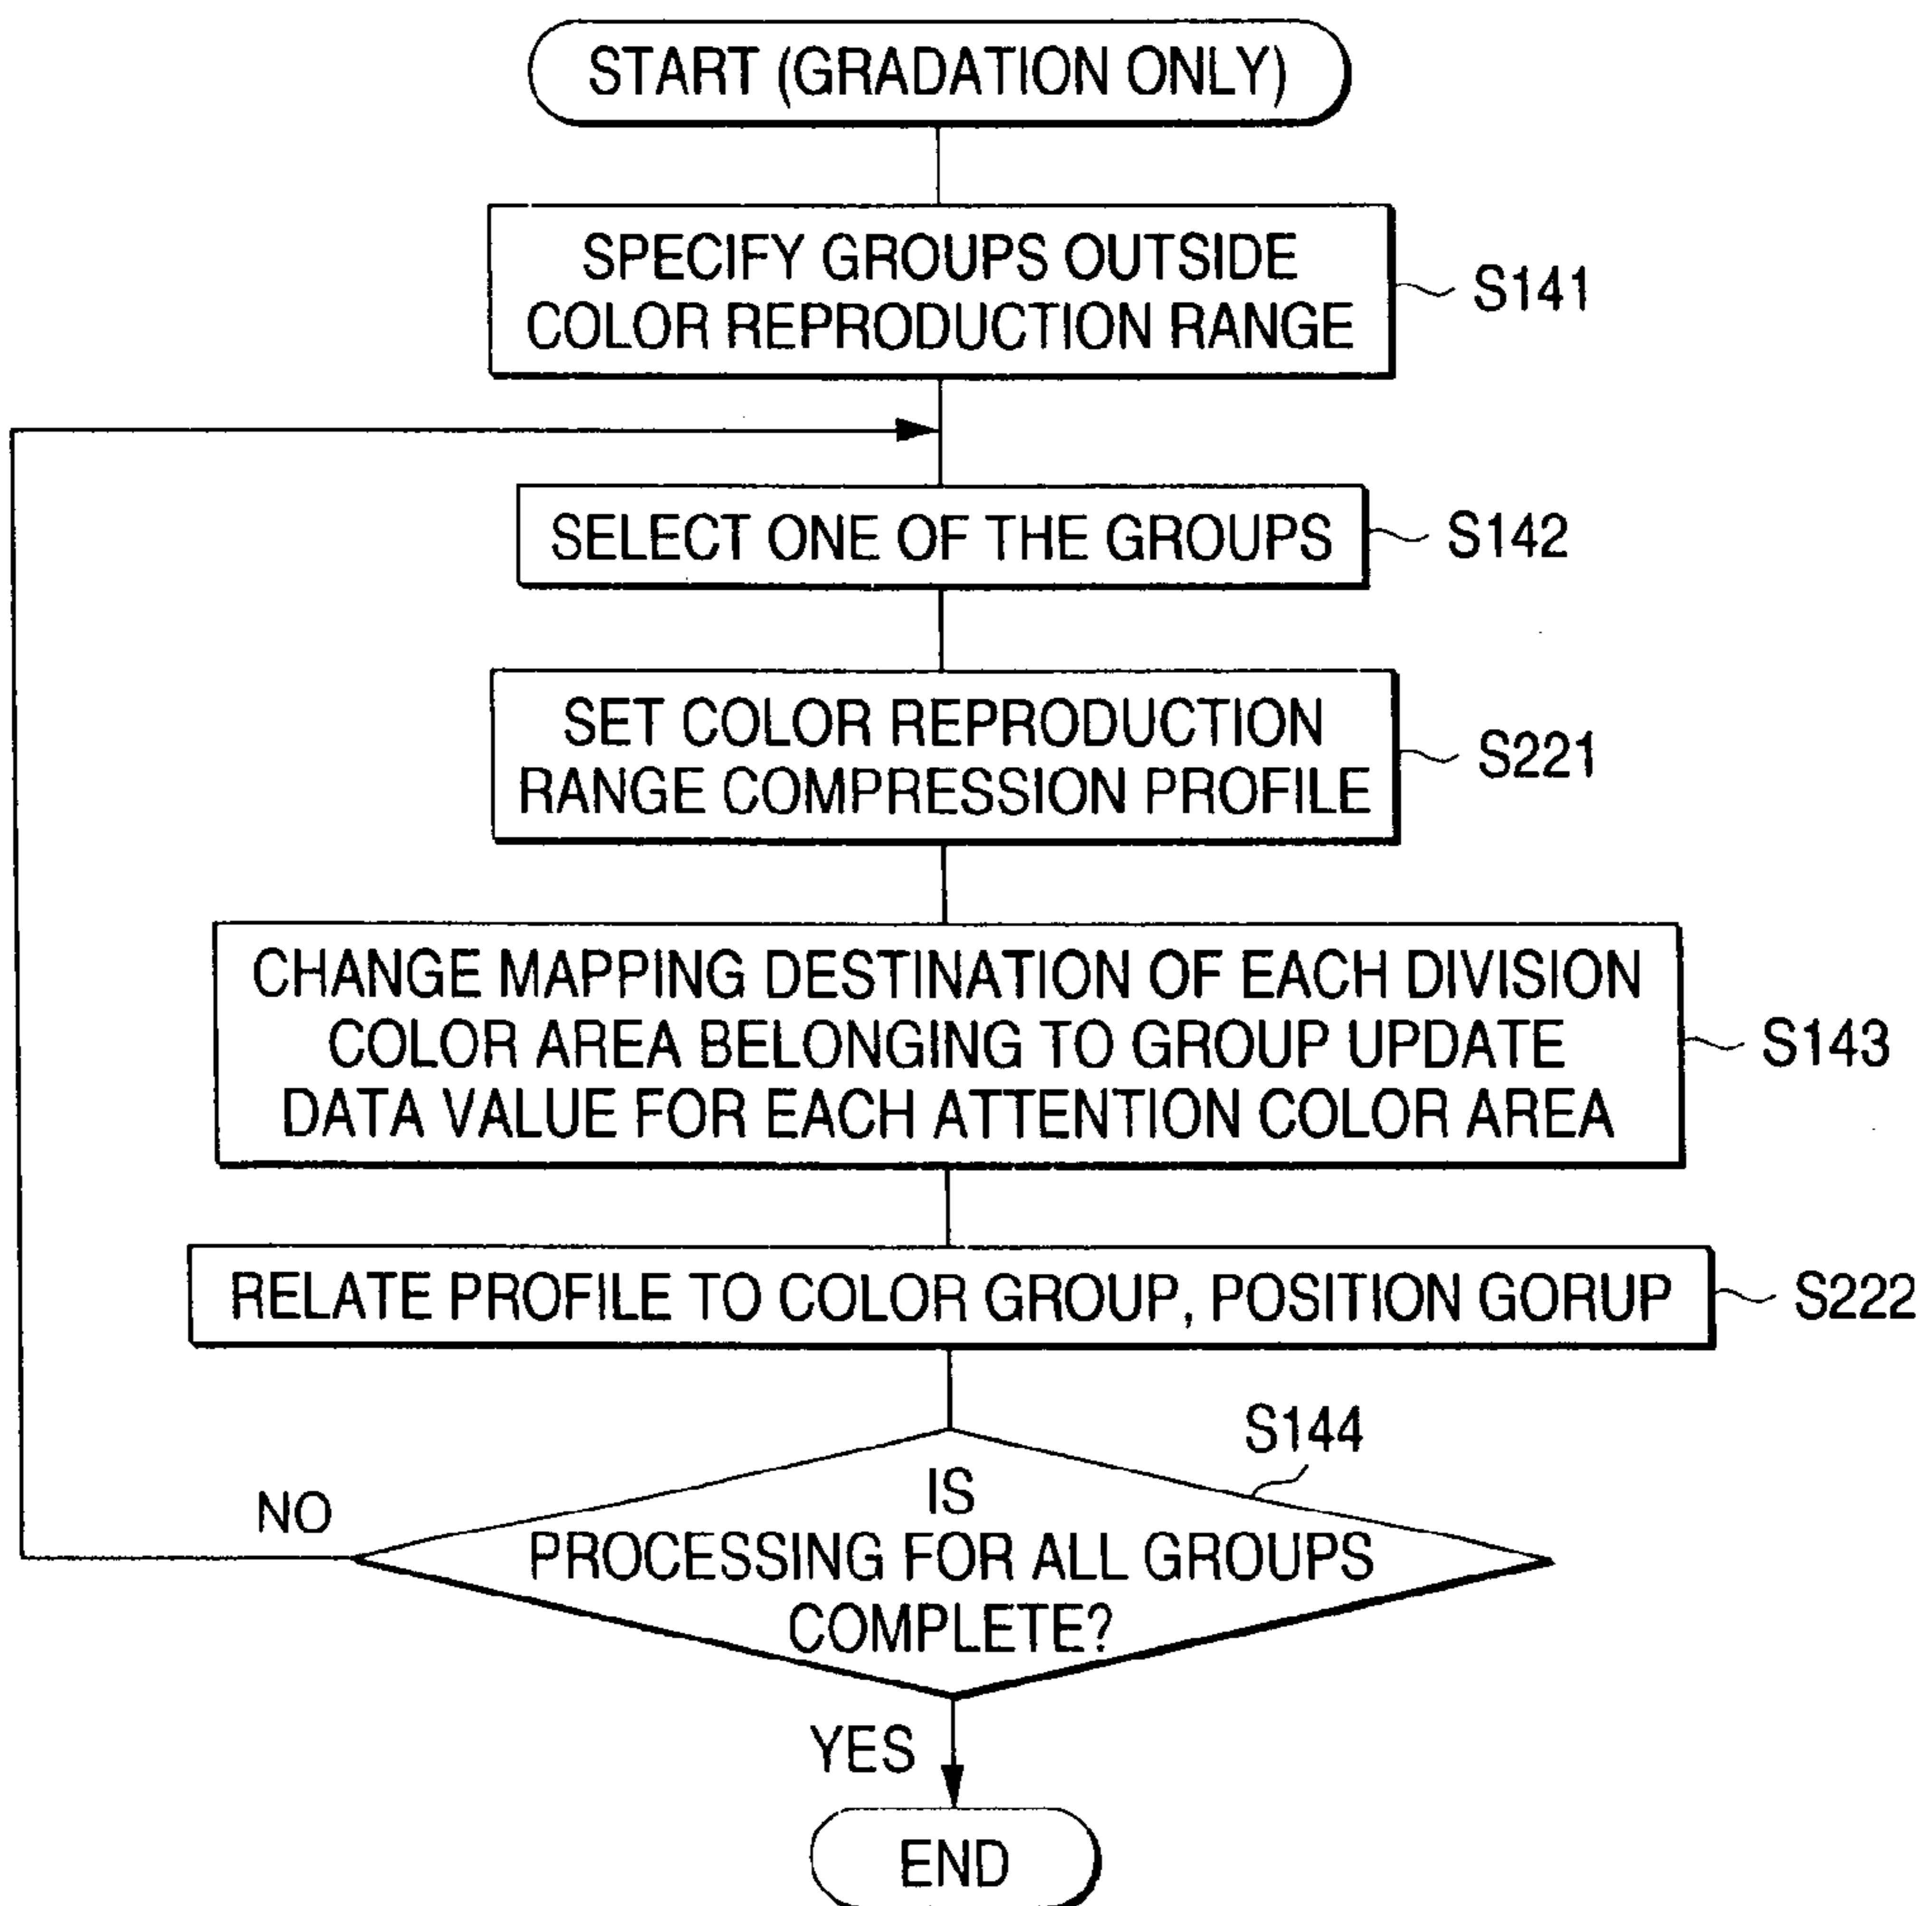 START (GRADATION ONLY)
SPECIFY GROUPS OUTSIDE
COLOR REPRODUCTION RANGE
S141
SELECT ONE OF THE GROUPS
S142
SET COLOR REPRODUCTION
RANGE COMPRESSION PROFILE
S221
CHANGE MAPPING DESTINATION OF EACH DIVISION
COLOR AREA BELONGING TO GROUP UPDATE
DATA VALUE FOR EACH ATTENTION COLOR AREA
S143
RELATE PROFILE TO COLOR GROUP, POSITION GORUP
S222
S144
IS
PROCESSING FOR ALL GROUPS
COMPLETE?
NO
YES
END